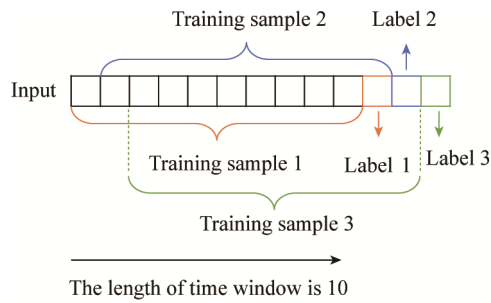 Training sample 2
Label 2
Input
Training sample 1
Label 1
Label 3
Training sample 3
The length of time window is 10